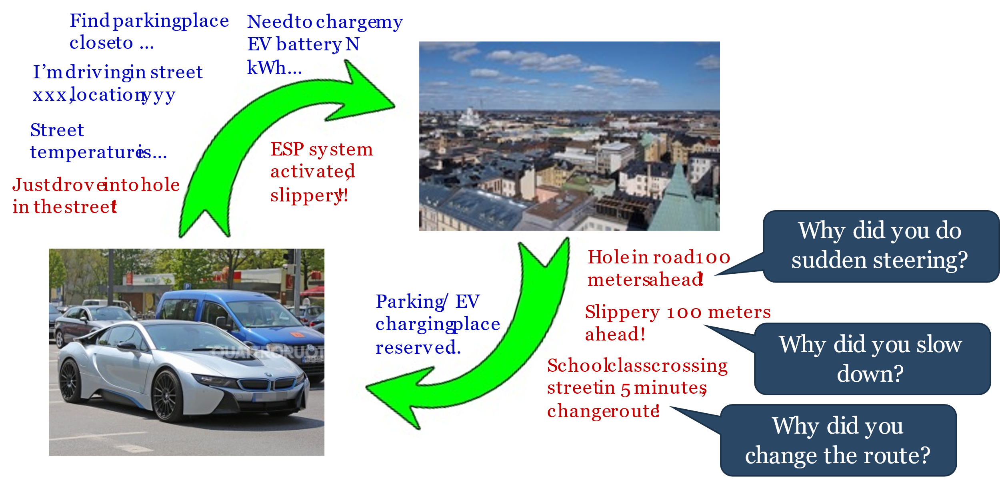 Find parking place
close to ...
Need to charge my
EV battery, N
kWh...
I'm driving in street
xxx, location yyy
Street
temperature is...
Just drove into hole
in the street!
ESP system
activated,
slippery!!
Why did you do
sudden steering?
Hole in road 100
meters ahead!
Parking/ EV
charging place
reserved.
Slippery 100 meters
ahead!
Why did you slow
down?
School class crossing
street in 5 minutes,
change route!
Why did you
change the route?
QUATTRORUOT
P